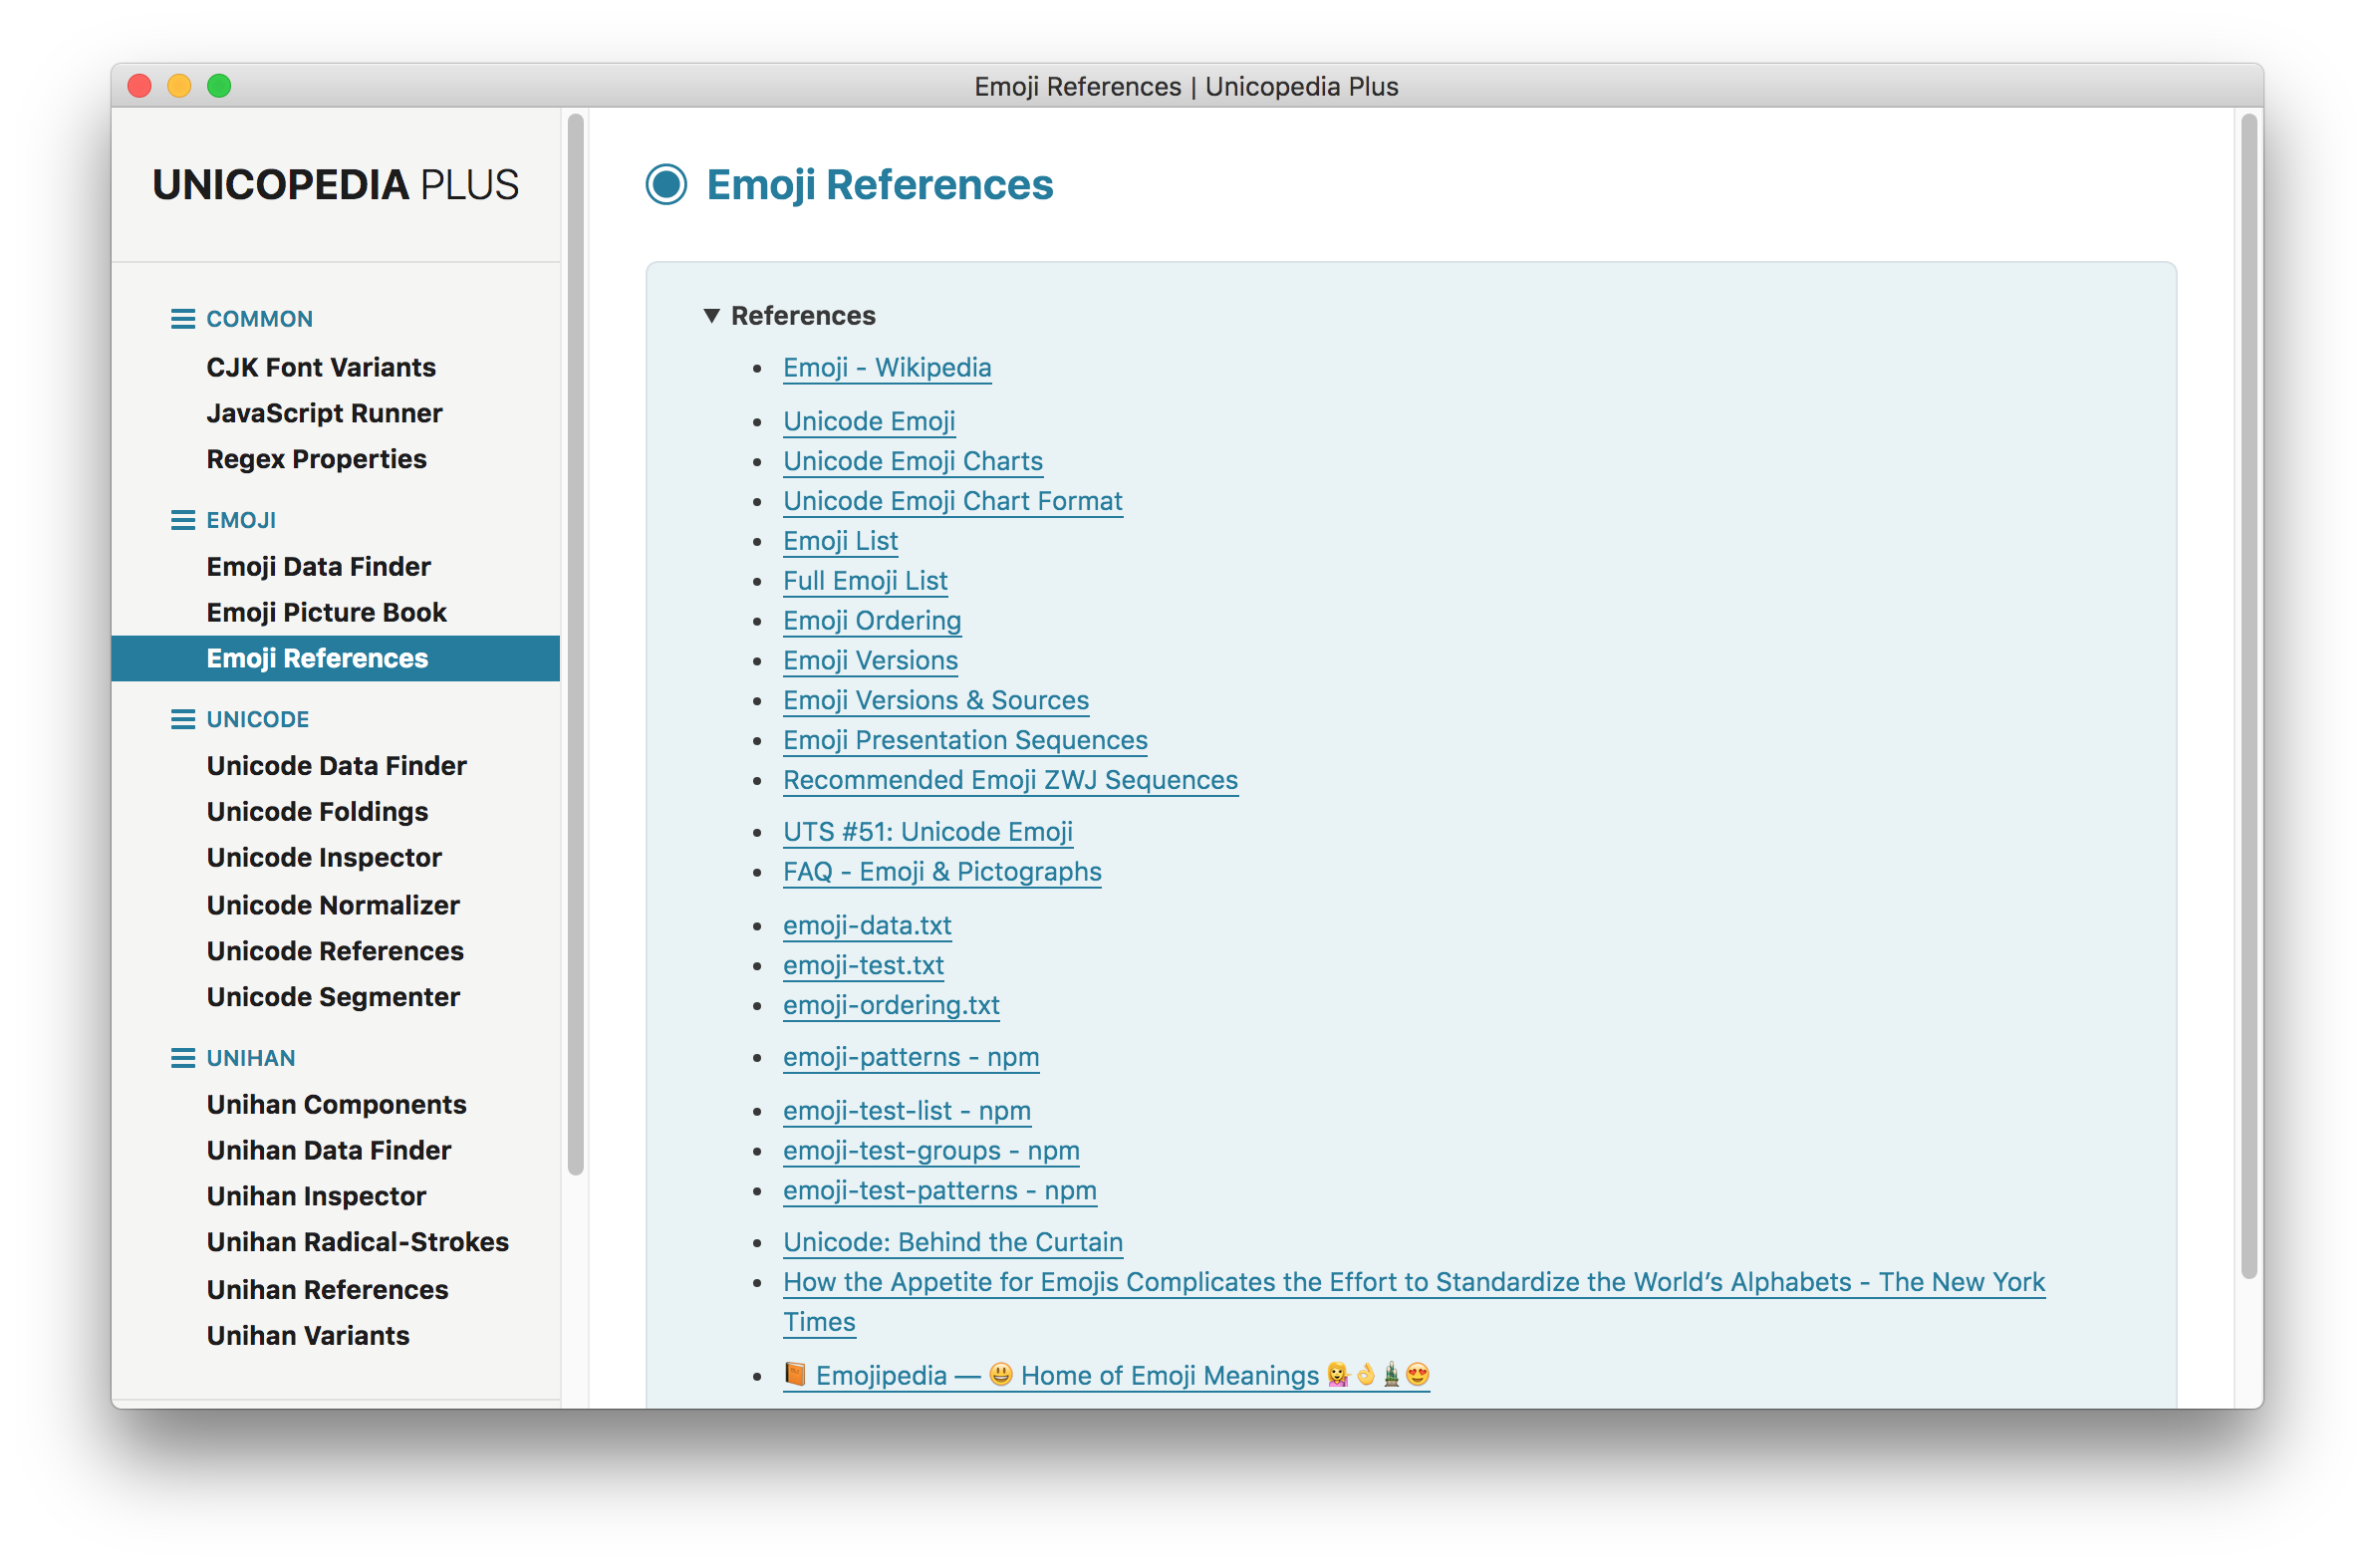 Emoji References | Unicopedia Plus
UNICOPEDIA PLUS
COMMON
CJK Font Variants
JavaScript Runner
Regex Properties
EMOJI
Emoji Data Finder
Emoji Picture Book
Emoji References
UNICODE
Unicode Data Finder
Unicode Foldings
Unicode Inspector
Unicode Normalizer
Unicode References
Unicode Segmenter
UNIHAN
Unihan Components
Unihan Data Finder
Unihan Inspector
Unihan Radical-Strokes
Unihan References
Unihan Variants
Emoji References
References
Emoji - Wikipedia
Unicode Emoji
Unicode Emoji Charts
Unicode Emoji Chart Format
Emoji List
Full Emoji List
Emoji Ordering
Emoji Versions
Emoji Versions & Sources
Emoji Presentation Sequences
Recommended Emoji ZWJ Sequences
UTS #51: Unicode Emoji
FAQ - Emoji & Pictographs
emoji-data.txt
emoji-test.txt
emoji-ordering.txt
emoji-patterns - npm
emoji-test-list - npm
emoji-test-groups - npm
emoji-test-patterns - npm
Unicode: Behind the Curtain
How the Appetite for Emojis Complicates the Effort to Standardize the World’s Alphabets - The New York
Times
📙 Emojipedia — 😃 Home of Emoji Meanings 💁👌🎍😍